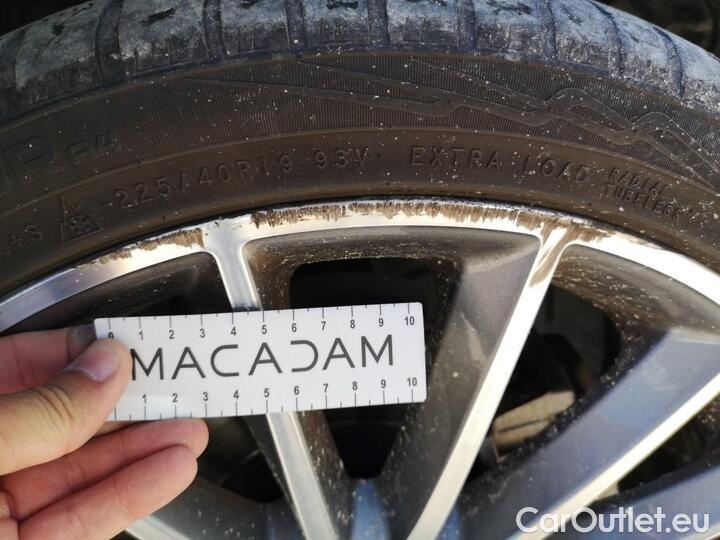 225/40R19 93V EXTRA LOAD RADIAL
TUBELESS
M+S
0 1 2 3 4 5 6 7 8 9 10
MACADAM
1 2 3 4 5 6 7 8 9 10
CarOutlet.eu